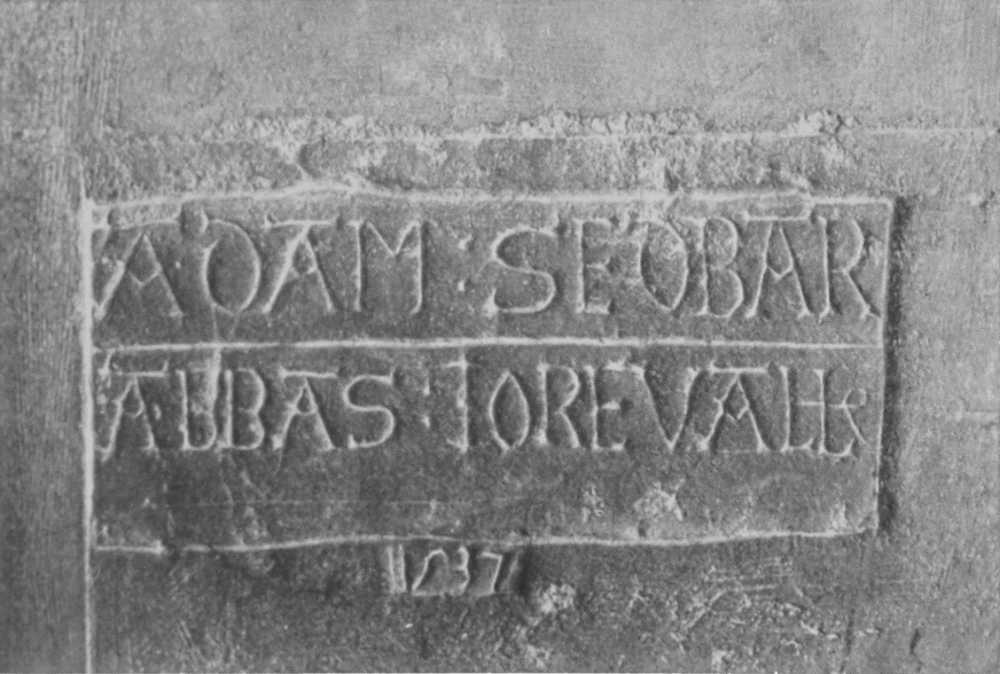 ADAM : SEDBAR
ABBAS : IOREVALL
1537